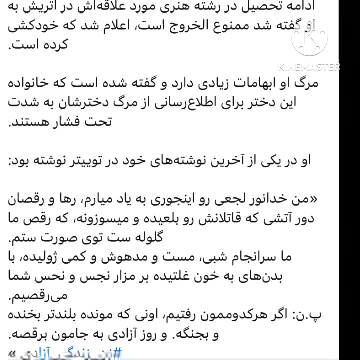 ادامه تحصیل در رشته هنری مورد علاقه‌اش در اتریش به
او گفته شد ممنوع الخروج است، اعلام شد که خودکشی
کرده است.
KINEMASTER
مرگ او ابهامات زیادی دارد و گفته شده است که خانواده
این دختر برای اطلاع‌رسانی از مرگ دخترشان به شدت
تحت فشار هستند.
او در یکی از آخرین نوشته‌های خود در توییتر نوشته بود:
«من خدانور لجعی رو اینجوری به یاد میارم، رها و رقصان
دور آتشی که قاتلانش رو بلعیده و میسوزونه، که رقص ما
گلوله ست توی صورت ستم.
ما سرانجام شبی، مست و مدهوش و کمی ژولیده، با
بدن‌های به خون غلتیده بر مزار نجس و نحس شما
می‌رقصیم.
پ.ن: اگر هرکدوممون رفتیم، اونی که مونده بلندتر بخنده
و بجنگه. و روز آزادی به جامون برقصه.
#زن_زندگی_آزادی »